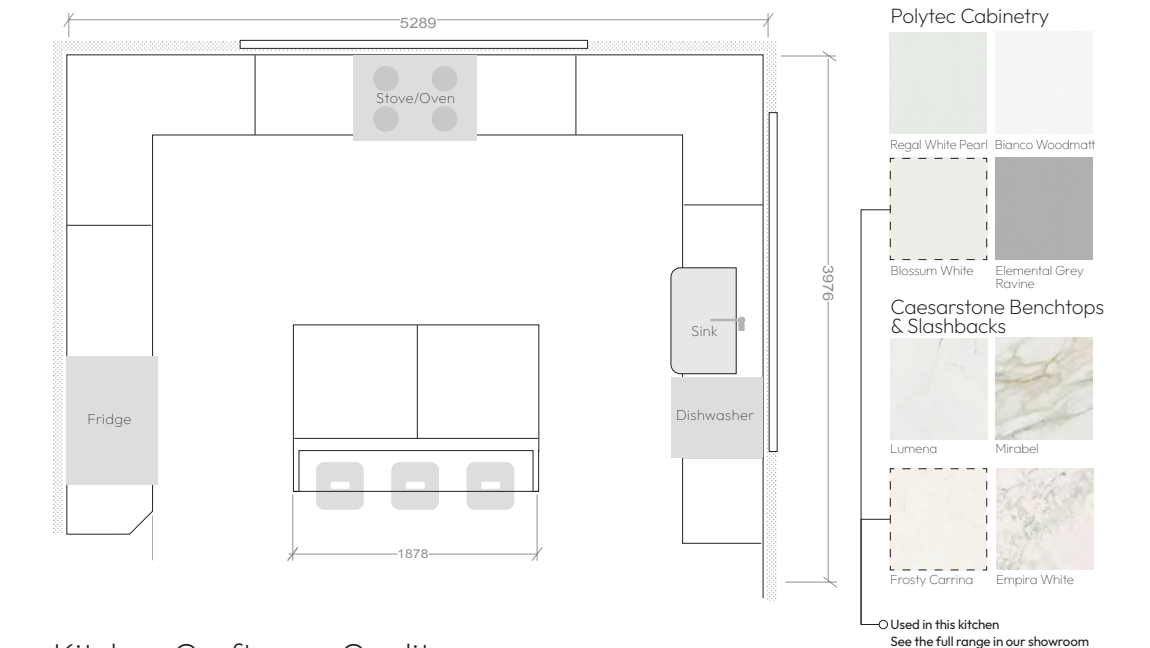 5289
Stove/Oven
3976
Sink
Dishwasher
Fridge
1878
Polytec Cabinetry
Regal White Pearl
Bianco Woodmatt
Blossum White
Elemental Grey
Ravine
Caesarstone Benchtops
& Slashbacks
Lumena
Mirabel
Frosty Carrina
Empira White
Used in this kitchen
See the full range in our showroom